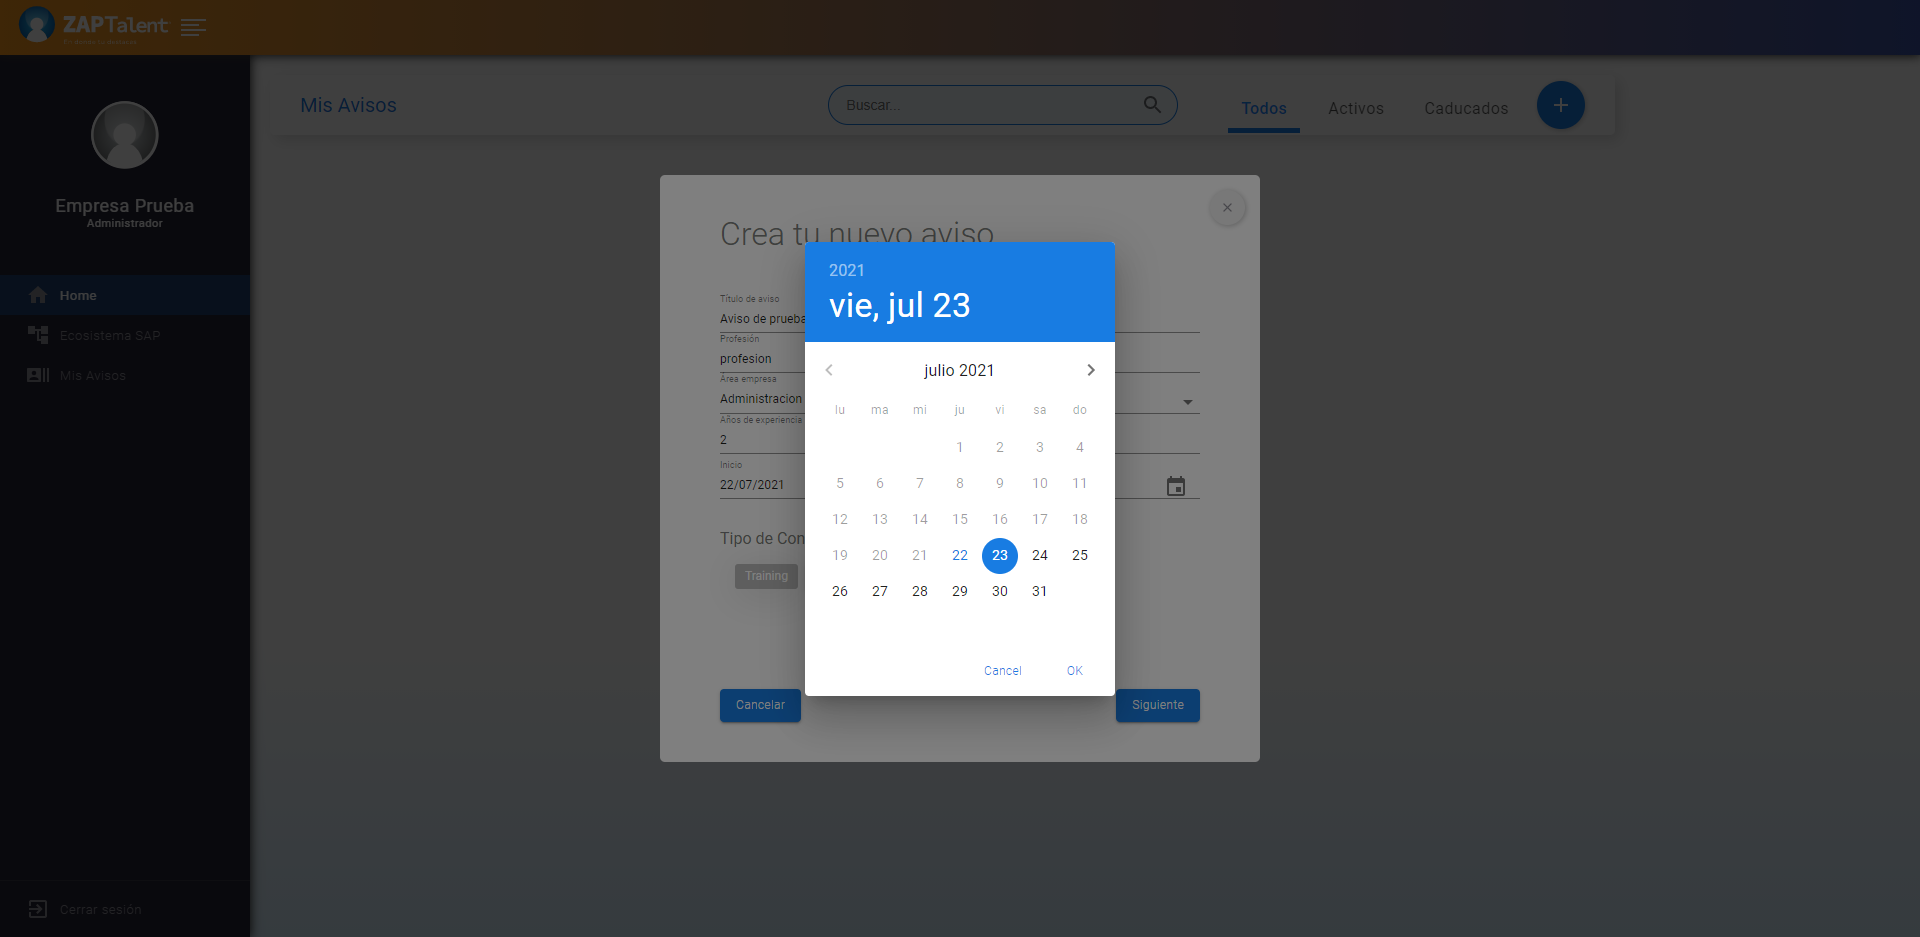 ZAPTalent
Mis Avisos
Buscar...
Todos
Activos
Caducados
Empresa Prueba
Administrador
Home
Ecosistema SAP
Mis Avisos
Cerrar sesión
Crea tu nuevo aviso
Título de aviso
Aviso de prueba
Profesión
profesion
Área empresa
Administracion
Años de experiencia
2
Inicio
22/07/2021
Tipo de Con
Training
Cancelar
Siguiente
2021
vie, jul 23
julio 2021
lu ma mi ju vi sa do
1 2 3 4
5 6 7 8 9 10 11
12 13 14 15 16 17 18
19 20 21 22 23 24 25
26 27 28 29 30 31
Cancel OK